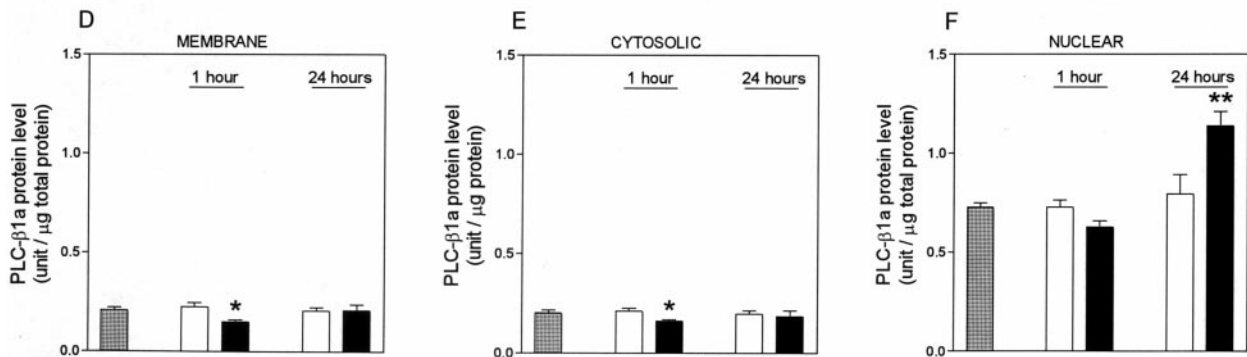 D
MEMBRANE
1.5
1 hour
24 hours
1.0
0.5
*
0.0
PLC-β1a protein level
(unit / μg total protein)
E
CYTOSOLIC
1.5
1 hour
24 hours
1.0
0.5
*
0.0
PLC-β1a protein level
(unit / μg protein)
F
NUCLEAR
1.5
1 hour
24 hours
**
1.0
0.5
0.0
PLC-β1a protein level
(unit / μg total protein)